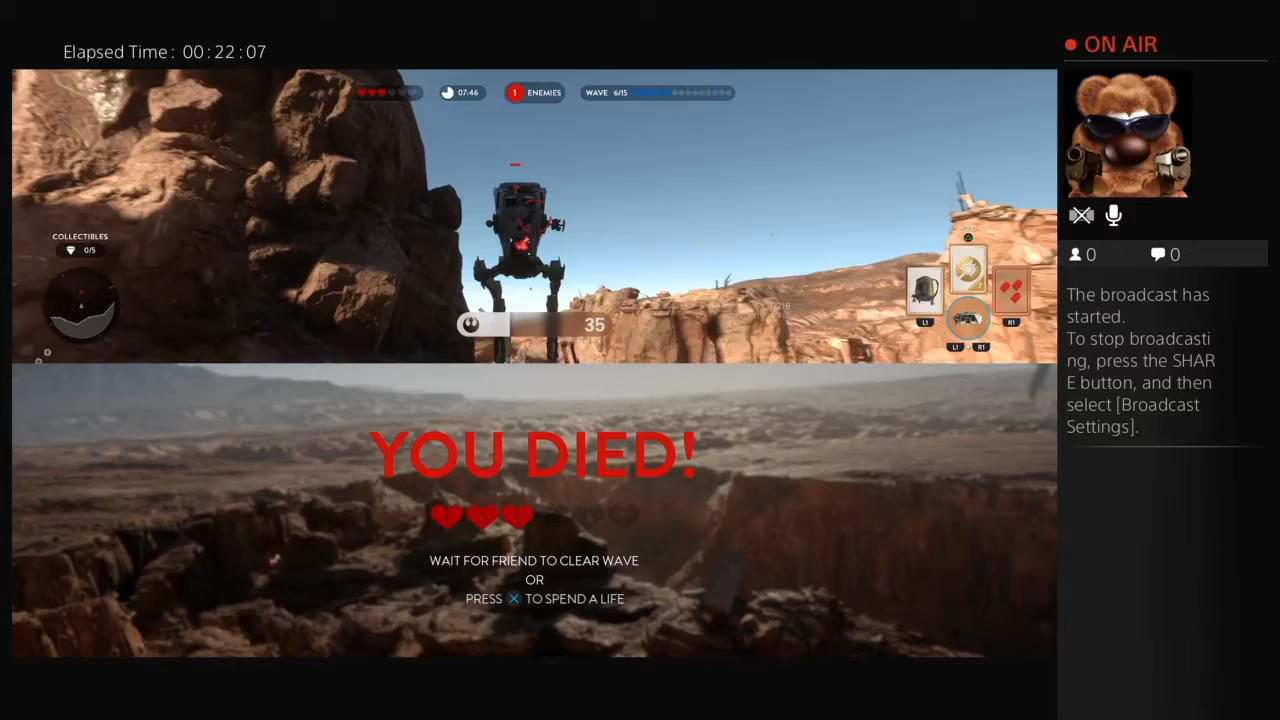 Elapsed Time: 00:22:07
ON AIR
07:46
1 ENEMIES
WAVE 6/15
COLLECTIBLES
0/5
L1
R1
L1 R1
35
0
0
The broadcast has
started.
To stop broadcasti
ng, press the SHAR
E button, and then
select [Broadcast
Settings].
YOU DIED!
WAIT FOR FRIEND TO CLEAR WAVE
OR
PRESS X TO SPEND A LIFE